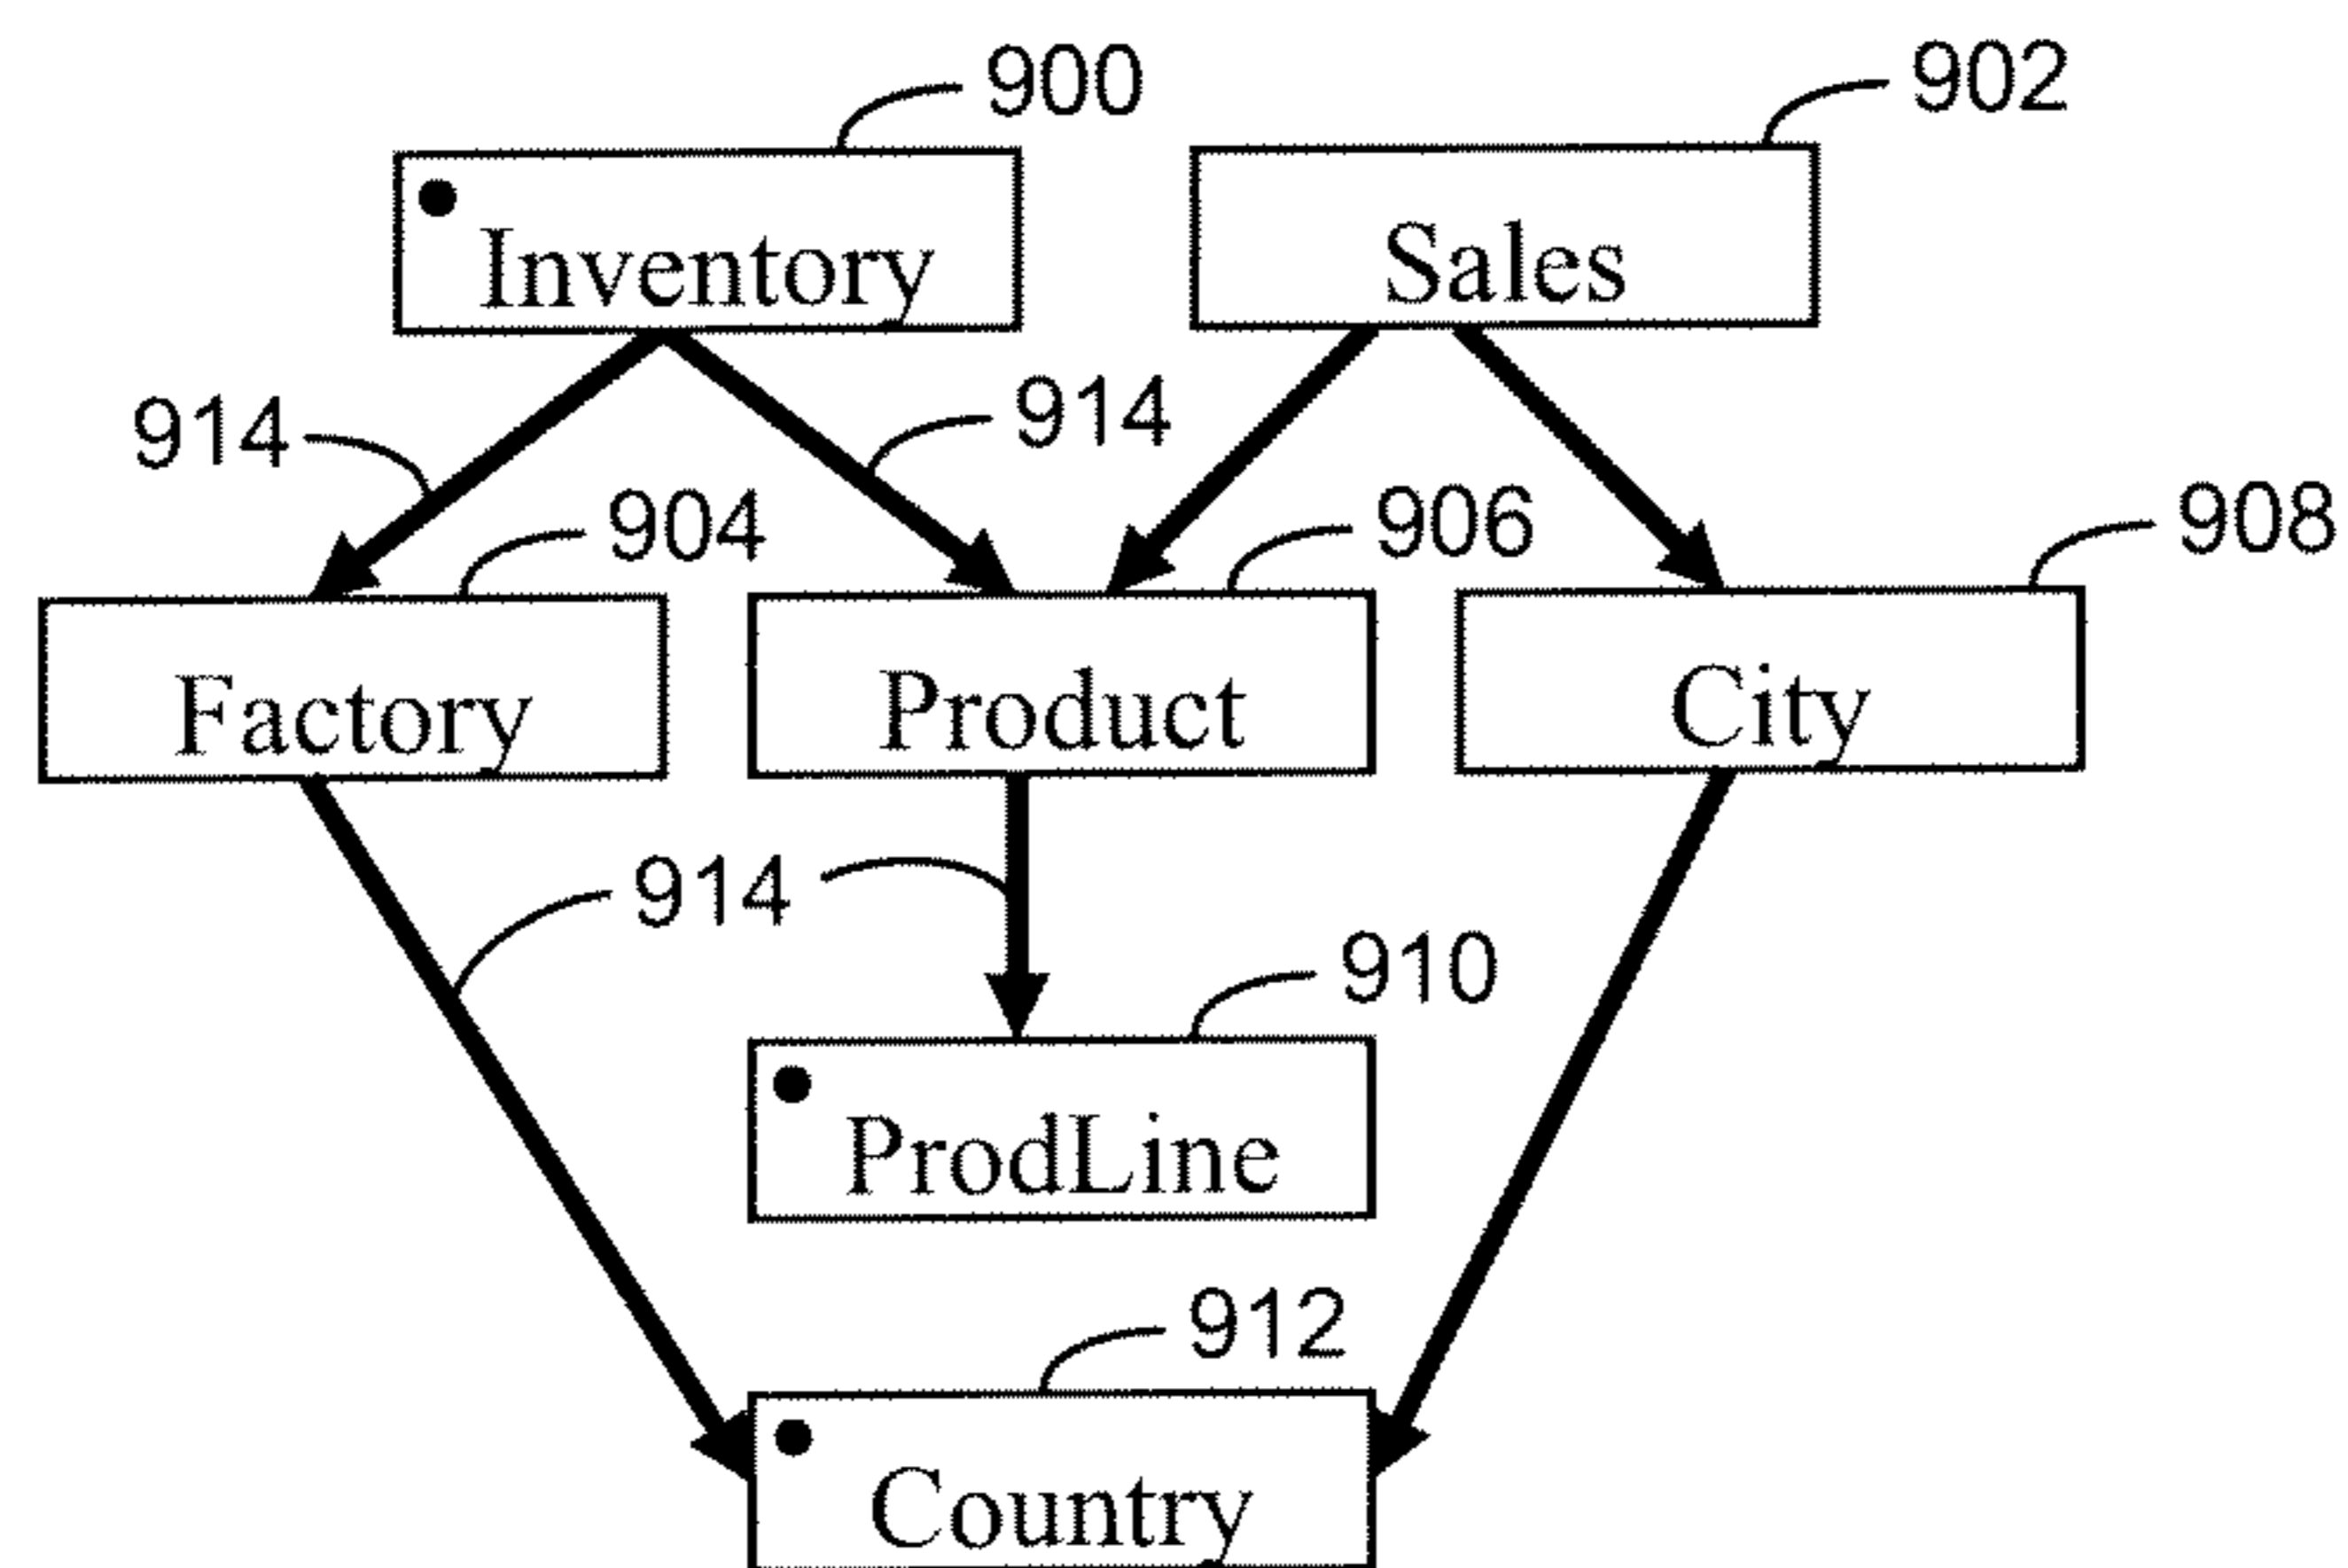 900
902
Inventory
Sales
914
914
904
906
908
Factory
Product
City
914
910
ProdLine
912
Country